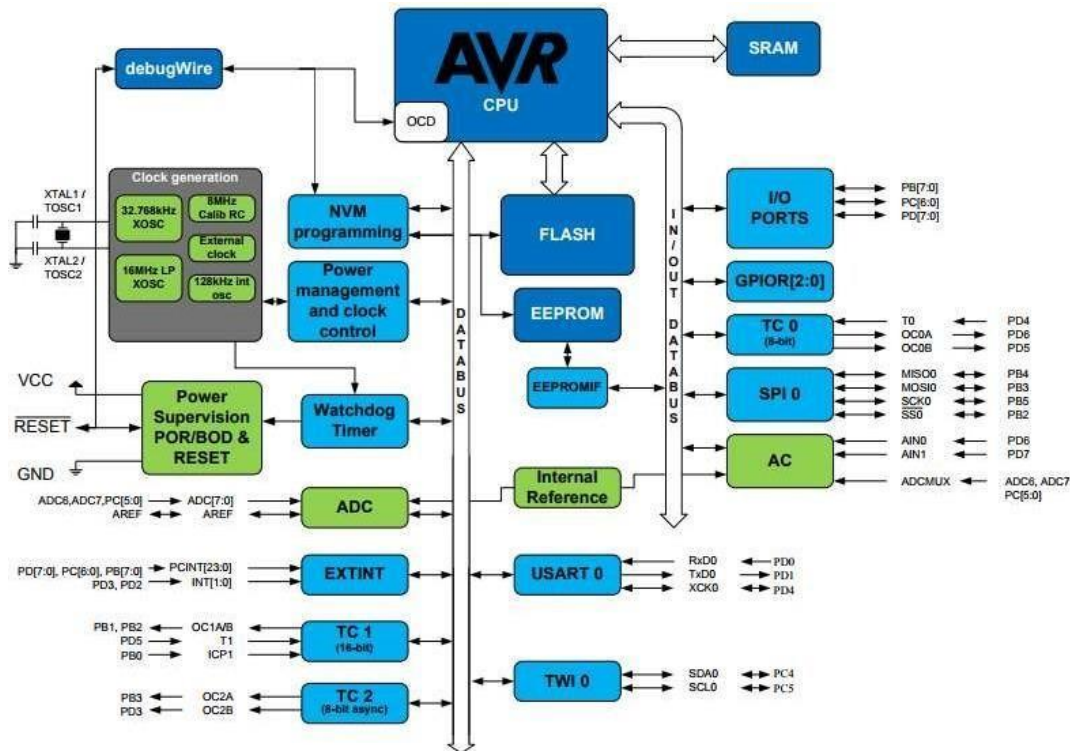 AVR
CPU
OCD
SRAM
debugWire
Clock generation
XTAL1 /
TOSC1
32.768kHz
XOSC
8MHz
Calib RC
External
clock
XTAL2 /
TOSC2
16MHz LP
XOSC
128kHz int
osc
NVM
programming
FLASH
Power
management
and clock
control
EEPROM
EEPROMIF
DATABUS
IN/OUT DATABUS
I/O
PORTS
PB[7:0]
PC[6:0]
PD[7:0]
GPIOR[2:0]
TC 0
(8-bit)
T0 PD4
OC0A PD6
OC0B PD5
SPI 0
MISO0 PB4
MOSI0 PB3
SCK0 PB5
SS0 PB2
AC
AIN0 PD6
AIN1 PD7
ADCMUX ADC6, ADC7
PC[5:0]
VCC
RESET
GND
Power
Supervision
POR/BOD &
RESET
Watchdog
Timer
Internal
Reference
ADC6,ADC7,PC[5:0] ADC[7:0]
AREF AREF
ADC
PD[7:0], PC[6:0], PB[7:0] PCINT[23:0]
PD3, PD2 INT[1:0]
EXTINT
USART 0
RxD0 PD0
TxD0 PD1
XCK0 PD4
PB1, PB2 OC1A/B
PD5 T1
PB0 ICP1
TC 1
(16-bit)
TWI 0
SDA0 PC4
SCL0 PC5
PB3 OC2A
PD3 OC2B
TC 2
(8-bit async)